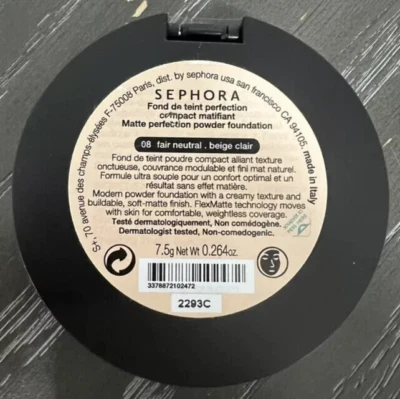 S+, 70 avenue des champs-élysées F-75008 Paris, dist. by sephora usa san francisco CA 94105. made in Italy
SEPHORA
Fond de teint perfection
compact matifiant
Matte perfection powder foundation
08 fair neutral . beige clair
Fond de teint poudre compact alliant texture
onctueuse, couvrance modulable et fini mat naturel.
Formule ultra souple pour un confort optimal et un
résultat sans effet matière.
Modern powder foundation with a creamy texture and
buildable, soft-matte finish. FlexMatte technology moves
with skin for comfortable, weightless coverage.
Testé dermatologiquement, Non comédogène.
Dermatologist tested, Non-comedogenic.
7.5g Net Wt 0.264oz.
3378872102472
2293C